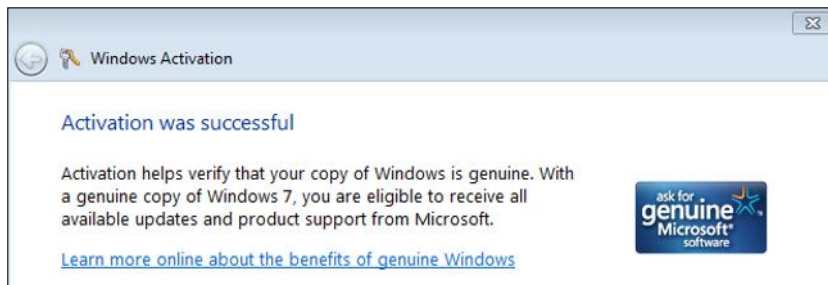 Windows Activation
Activation was successful
Activation helps verify that your copy of Windows is genuine. With
a genuine copy of Windows 7, you are eligible to receive all
available updates and product support from Microsoft.
ask for
genuine
Microsoft®
software
Learn more online about the benefits of genuine Windows